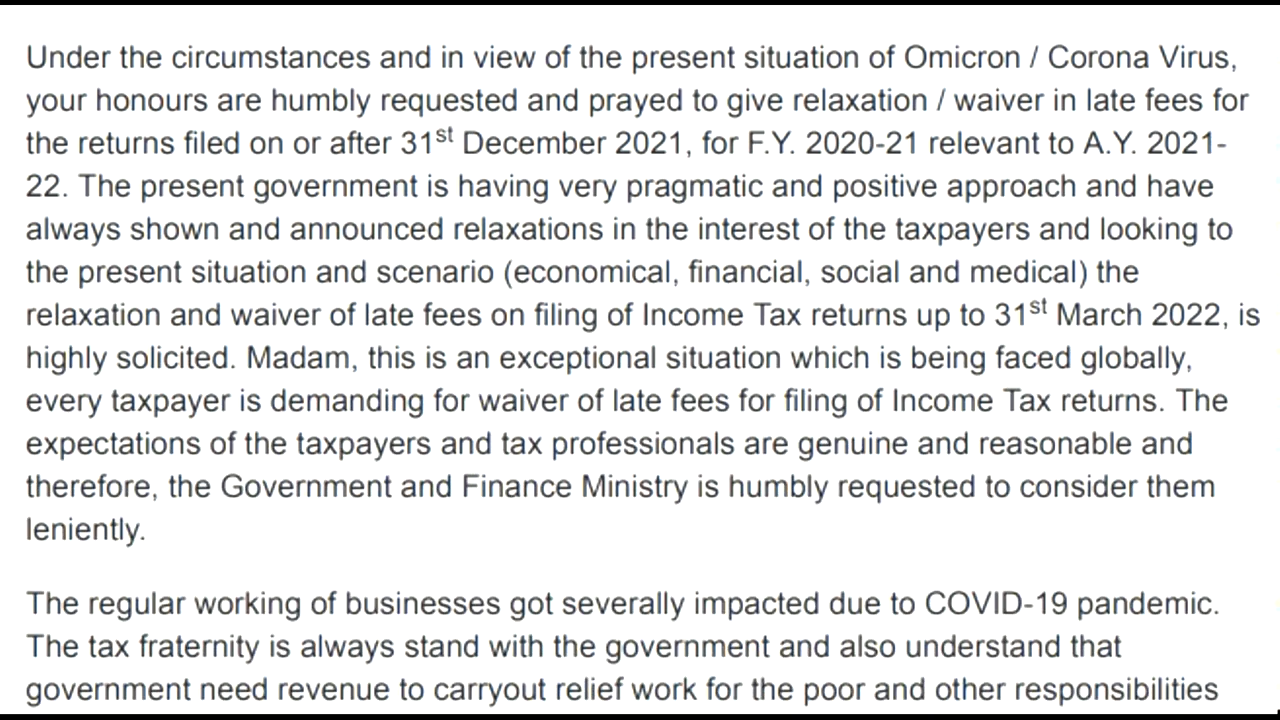 Under the circumstances and in view of the present situation of Omicron / Corona Virus,
your honours are humbly requested and prayed to give relaxation / waiver in late fees for
the returns filed on or after 31st December 2021, for F.Y. 2020-21 relevant to A.Y. 2021-
22. The present government is having very pragmatic and positive approach and have
always shown and announced relaxations in the interest of the taxpayers and looking to
the present situation and scenario (economical, financial, social and medical) the
relaxation and waiver of late fees on filing of Income Tax returns up to 31st March 2022, is
highly solicited. Madam, this is an exceptional situation which is being faced globally,
every taxpayer is demanding for waiver of late fees for filing of Income Tax returns. The
expectations of the taxpayers and tax professionals are genuine and reasonable and
therefore, the Government and Finance Ministry is humbly requested to consider them
leniently.
The regular working of businesses got severally impacted due to COVID-19 pandemic.
The tax fraternity is always stand with the government and also understand that
government need revenue to carryout relief work for the poor and other responsibilities